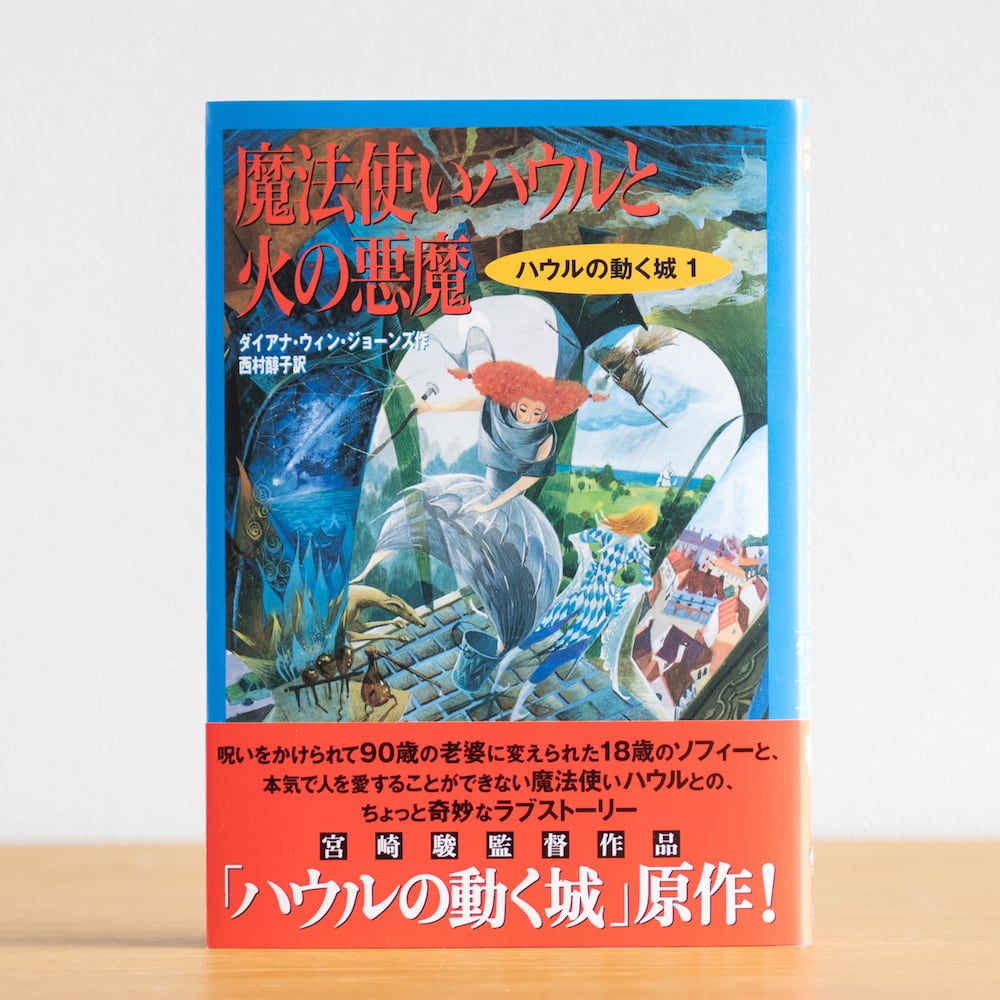 魔法使いハウルと
火の悪魔
ハウルの動く城 1
ダイアナ・ウィン・ジョーンズ作
西村醇子訳
呪いをかけられて90歳の老婆に変えられた18歳のソフィーと、
本気で人を愛することができない魔法使いハウルとの、
ちょっと奇妙なラブストーリー
宮崎駿監督作品
「ハウルの動く城」原作!